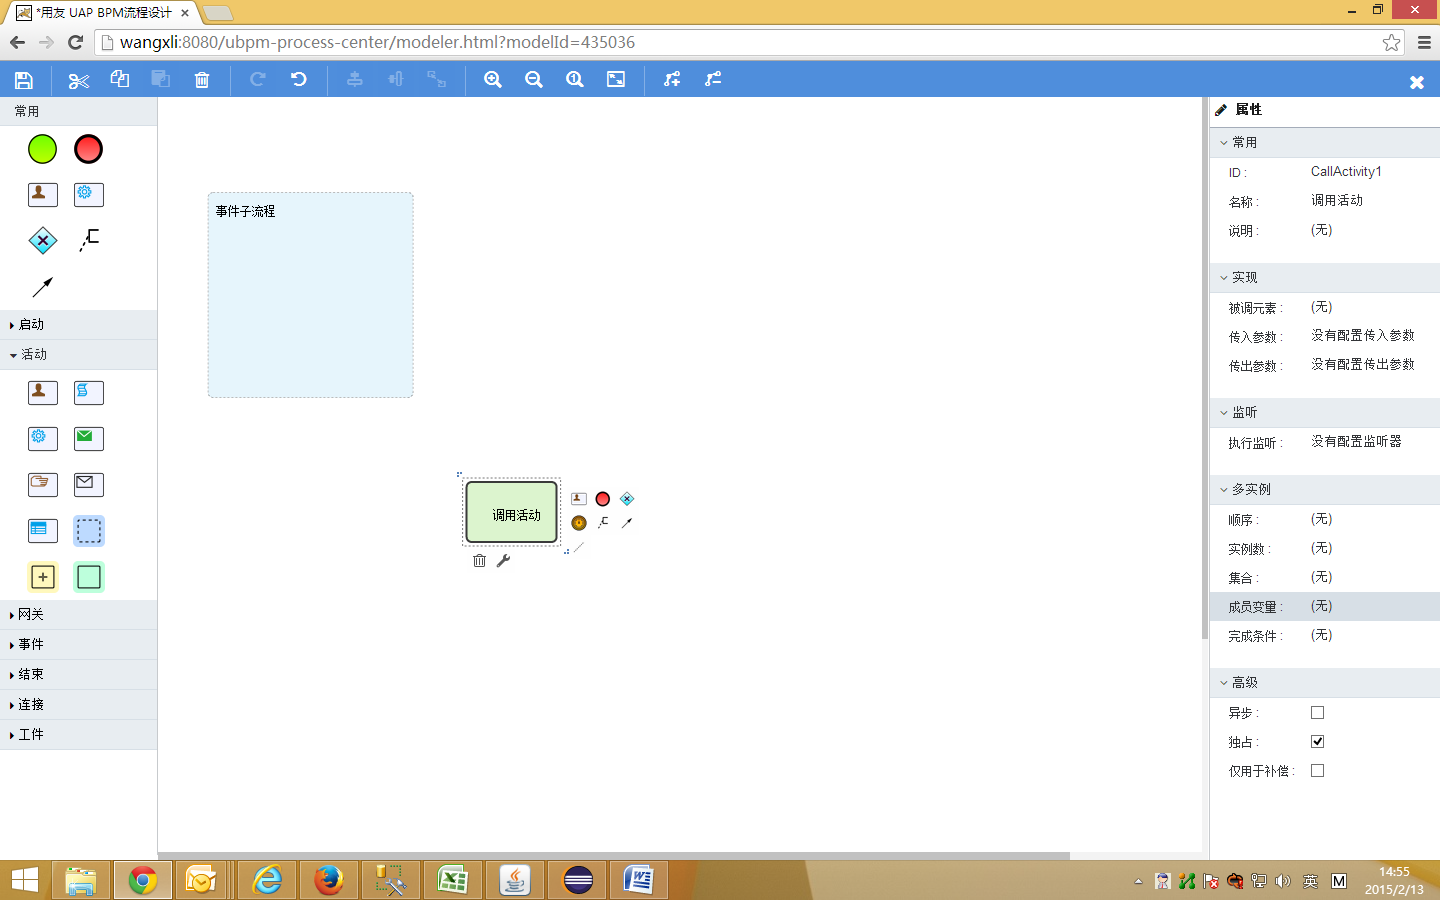 *用友 UAP BPM流程设计
wangxli:8080/ubpm-process-center/modeler.html?modelId=435036
常用
启动
活动
网关
事件
结束
连接
工件
事件子流程
调用活动
属性
常用
ID : CallActivity1
名称 : 调用活动
说明 : (无)
实现
被调元素 : (无)
传入参数 : 没有配置传入参数
传出参数 : 没有配置传出参数
监听
执行监听 : 没有配置监听器
多实例
顺序 : (无)
实例数 : (无)
集合 : (无)
成员变量 : (无)
完成条件 : (无)
高级
异步 :
独占 :
仅用于补偿 :
英 M
14:55
2015/2/13